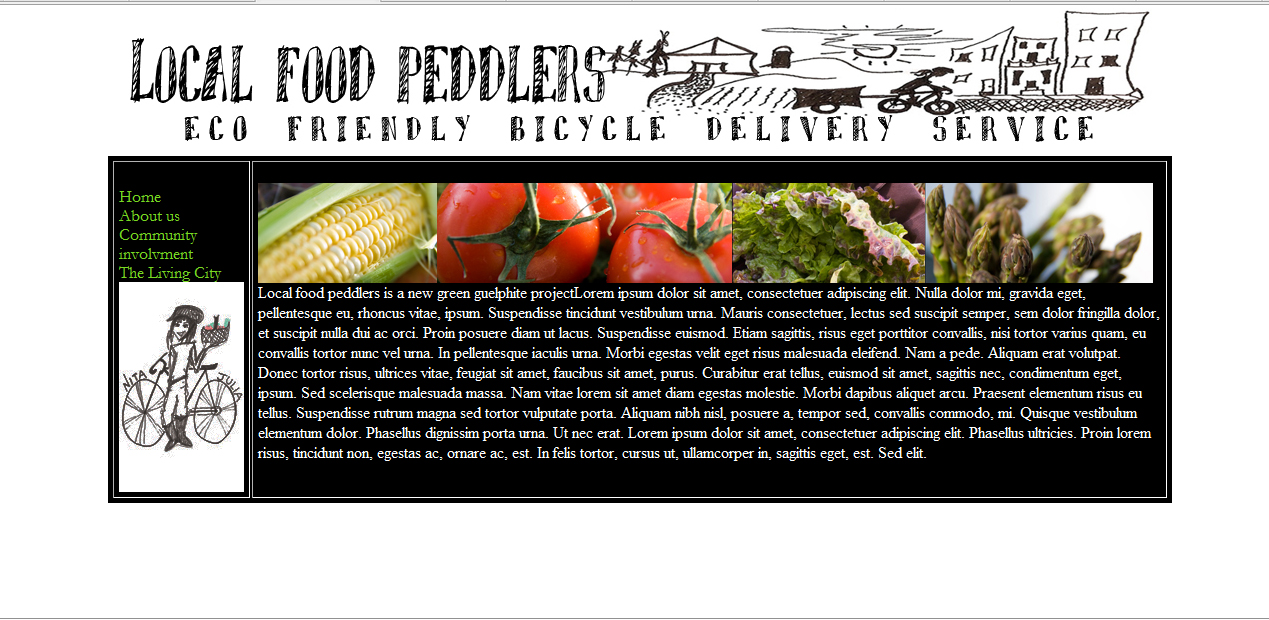 LOCAL FOOD PEDDLERS
ECO FRIENDLY BICYCLE DELIVERY SERVICE
Home
About us
Community
involvment
The Living City
NITA JULIA
Local food peddlers is a new green guelphite projectLorem ipsum dolor sit amet, consectetuer adipiscing elit. Nulla dolor mi, gravida eget,
pellentesque eu, rhoncus vitae, ipsum. Suspendisse tincidunt vestibulum urna. Mauris consectetuer, lectus sed suscipit semper, sem dolor fringilla dolor,
et suscipit nulla dui ac orci. Proin posuere diam ut lacus. Suspendisse euismod. Etiam sagittis, risus eget porttitor convallis, nisi tortor varius quam, eu
convallis tortor nunc vel urna. In pellentesque iaculis urna. Morbi egestas velit eget risus malesuada eleifend. Nam a pede. Aliquam erat volutpat.
Donec tortor risus, ultrices vitae, feugiat sit amet, faucibus sit amet, purus. Curabitur erat tellus, euismod sit amet, sagittis nec, condimentum eget,
ipsum. Sed scelerisque malesuada massa. Nam vitae lorem sit amet diam egestas molestie. Morbi dapibus aliquet arcu. Praesent elementum risus eu
tellus. Suspendisse rutrum magna sed tortor vulputate porta. Aliquam nibh nisl, posuere a, tempor sed, convallis commodo, mi. Quisque vestibulum
elementum dolor. Phasellus dignissim porta urna. Ut nec erat. Lorem ipsum dolor sit amet, consectetuer adipiscing elit. Phasellus ultricies. Proin lorem
risus, tincidunt non, egestas ac, ornare ac, est. In felis tortor, cursus ut, ullamcorper in, sagittis eget, est. Sed elit.